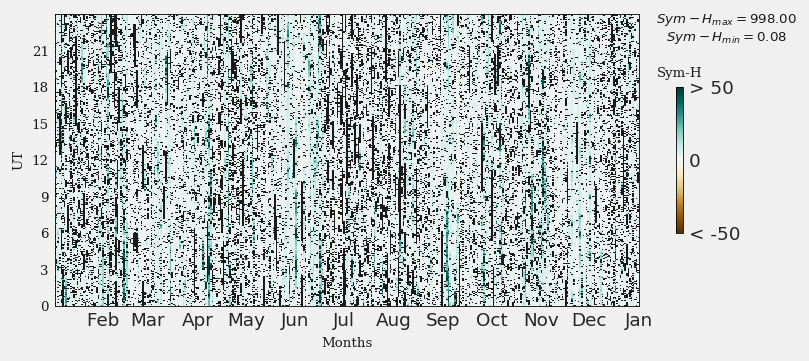 Sym−H_max = 998.00
Sym−H_min = 0.08
Sym-H
> 50
0
< -50
UT
21
18
15
12
9
6
3
0
Feb Mar Apr May Jun Jul Aug Sep Oct Nov Dec Jan
Months